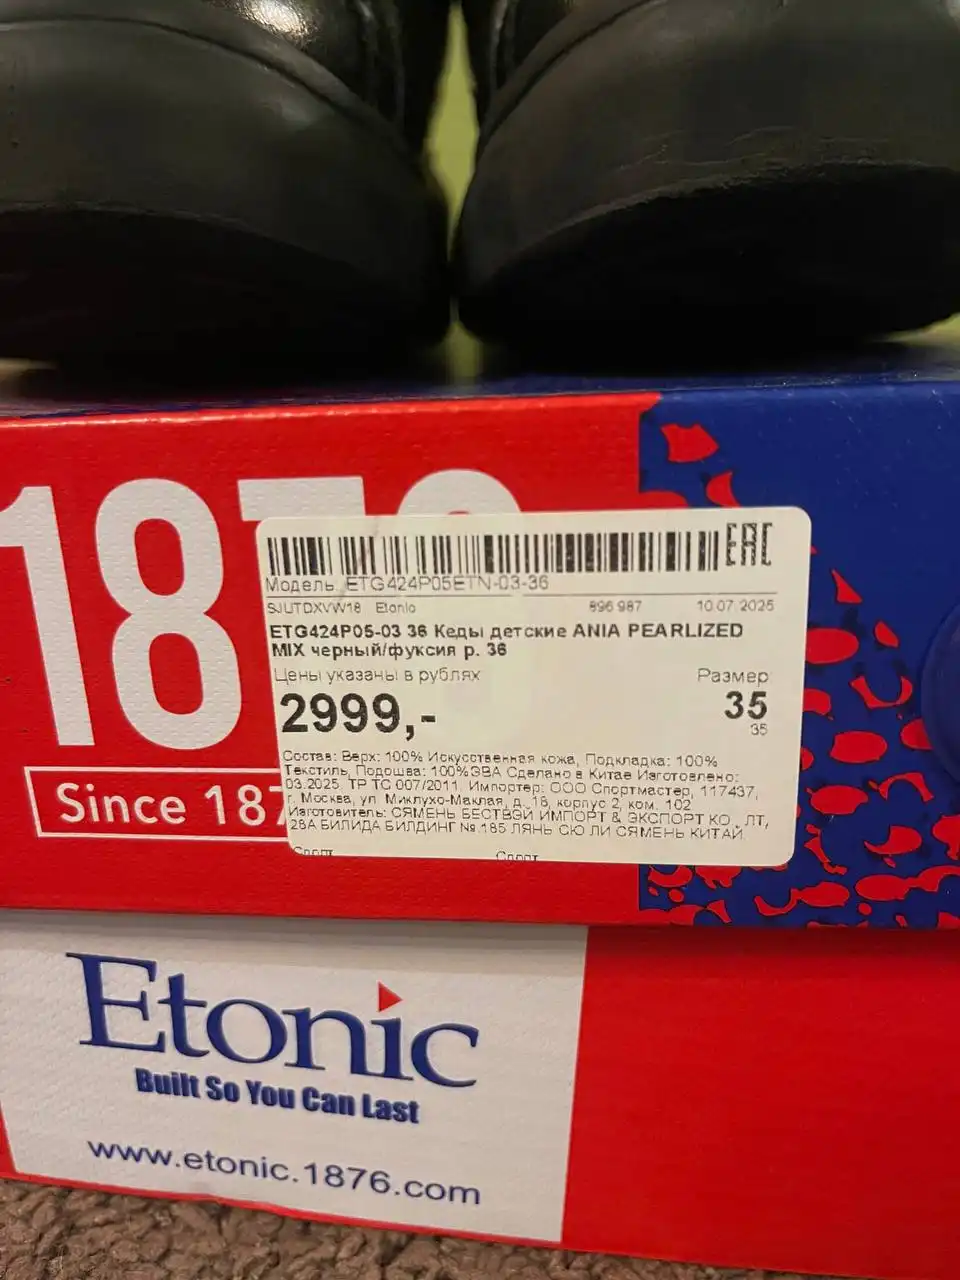 Модель: ETG424P05ETN-03-36
SJUTDXVW18 Etonic 896 987 10.07.2025
ETG424P05-03 36 Кеды детские ANIA PEARLIZED
MIX черный/фуксия р. 36
Цены указаны в рублях
Размер
2999,-
35
35
Состав: Верх: 100% Искусственная кожа, Подкладка: 100%
Текстиль, Подошва: 100%ЭВА Сделано в Китае Изготовлено:
03.2025, ТР ТС 007/2011. Импортер: ООО Спортмастер, 117437,
г. Москва, ул. Миклухо-Маклая, д. 18, корпус 2, ком. 102
Изготовитель: СЯМЕНЬ БЕСТВЭЙ ИМПОРТ & ЭКСПОРТ КО., ЛТ,
28А БИЛИДА БИЛДИНГ № 185 ЛЯНЬ СЮ ЛИ СЯМЕНЬ КИТАЙ
EAC
187
Since 187
Etonic
Built So You Can Last
www.etonic.1876.com